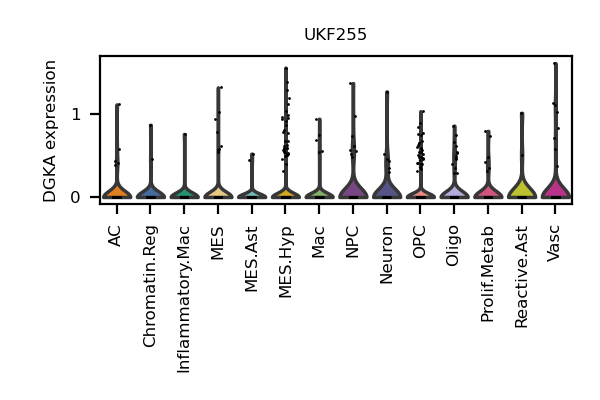 UKF255
DGKA expression
1
0
AC
Chromatin.Reg
Inflammatory.Mac
MES
MES.Ast
MES.Hyp
Mac
NPC
Neuron
OPC
Oligo
Prolif.Metab
Reactive.Ast
Vasc